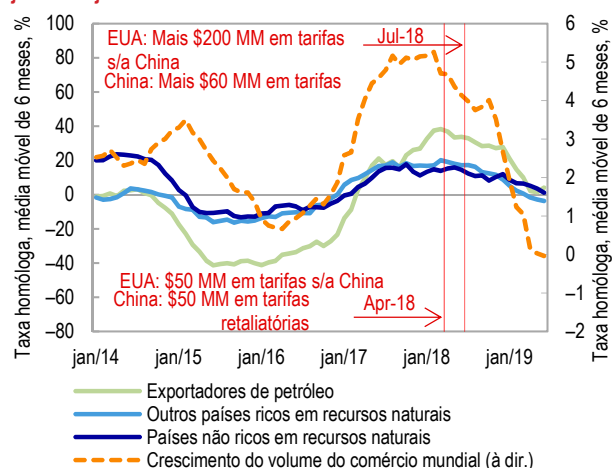 100
80
60
40
20
0
–20
–40
–60
–80
6
5
4
3
2
1
0
–1
–2
Taxa homóloga, média móvel de 6 meses, %
Taxa homóloga, média móvel de 6 meses, %
EUA: Mais $200 MM em tarifas
s/a China
China: Mais $60 MM em tarifas
Jul-18
EUA: $50 MM em tarifas s/a China
China: $50 MM em tarifas
retaliatórias
Apr-18
jan/14 jan/15 jan/16 jan/17 jan/18 jan/19
Exportadores de petróleo
Outros países ricos em recursos naturais
Países não ricos em recursos naturais
Crescimento do volume do comércio mundial (à dir.)